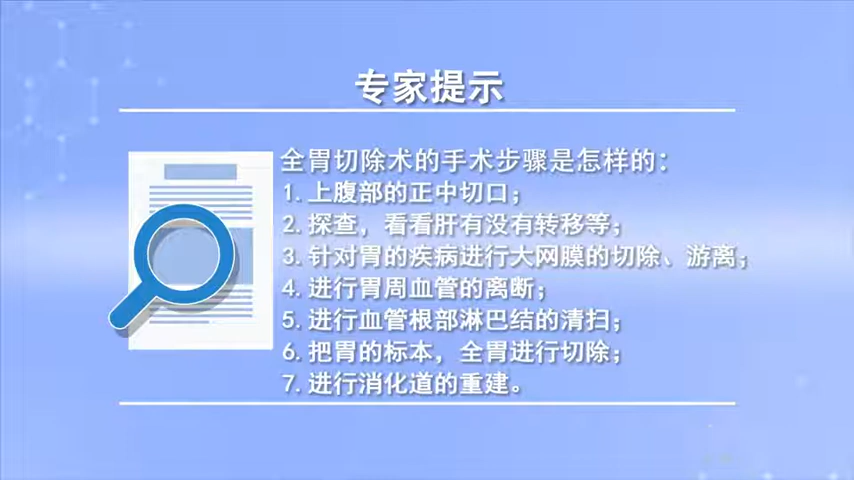 专家提示
全胃切除术的手术步骤是怎样的：
1.上腹部的正中切口；
2.探查，看看肝有没有转移等；
3.针对胃的疾病进行大网膜的切除、游离；
4.进行胃周血管的离断；
5.进行血管根部淋巴结的清扫；
6.把胃的标本，全胃进行切除；
7.进行消化道的重建。